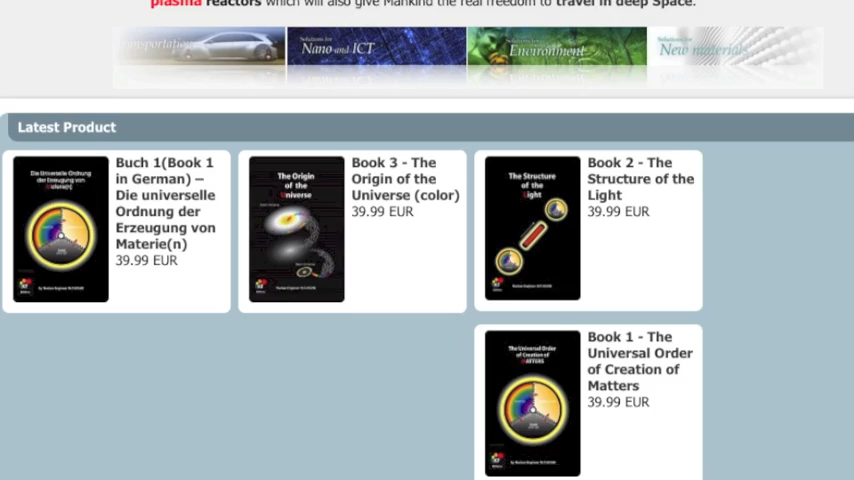 plasma reactors which will also give Mankind the real freedom to travel in deep Space.
Solutions for
Nano and ICT
Solutions for
Environment
Solutions for
New materials
Latest Product
Die Universelle Ordnung
der Erzeugung von
Materie(n)
Buch 1(Book 1
in German) –
Die universelle
Ordnung der
Erzeugung von
Materie(n)
39.99 EUR
The Origin
of the
Universe
Book 3 - The
Origin of the
Universe (color)
39.99 EUR
The Structure
of the
Light
Book 2 - The
Structure of the
Light
39.99 EUR
The Universal Order
of Creation of
MATTERS
Book 1 - The
Universal Order
of Creation of
Matters
39.99 EUR